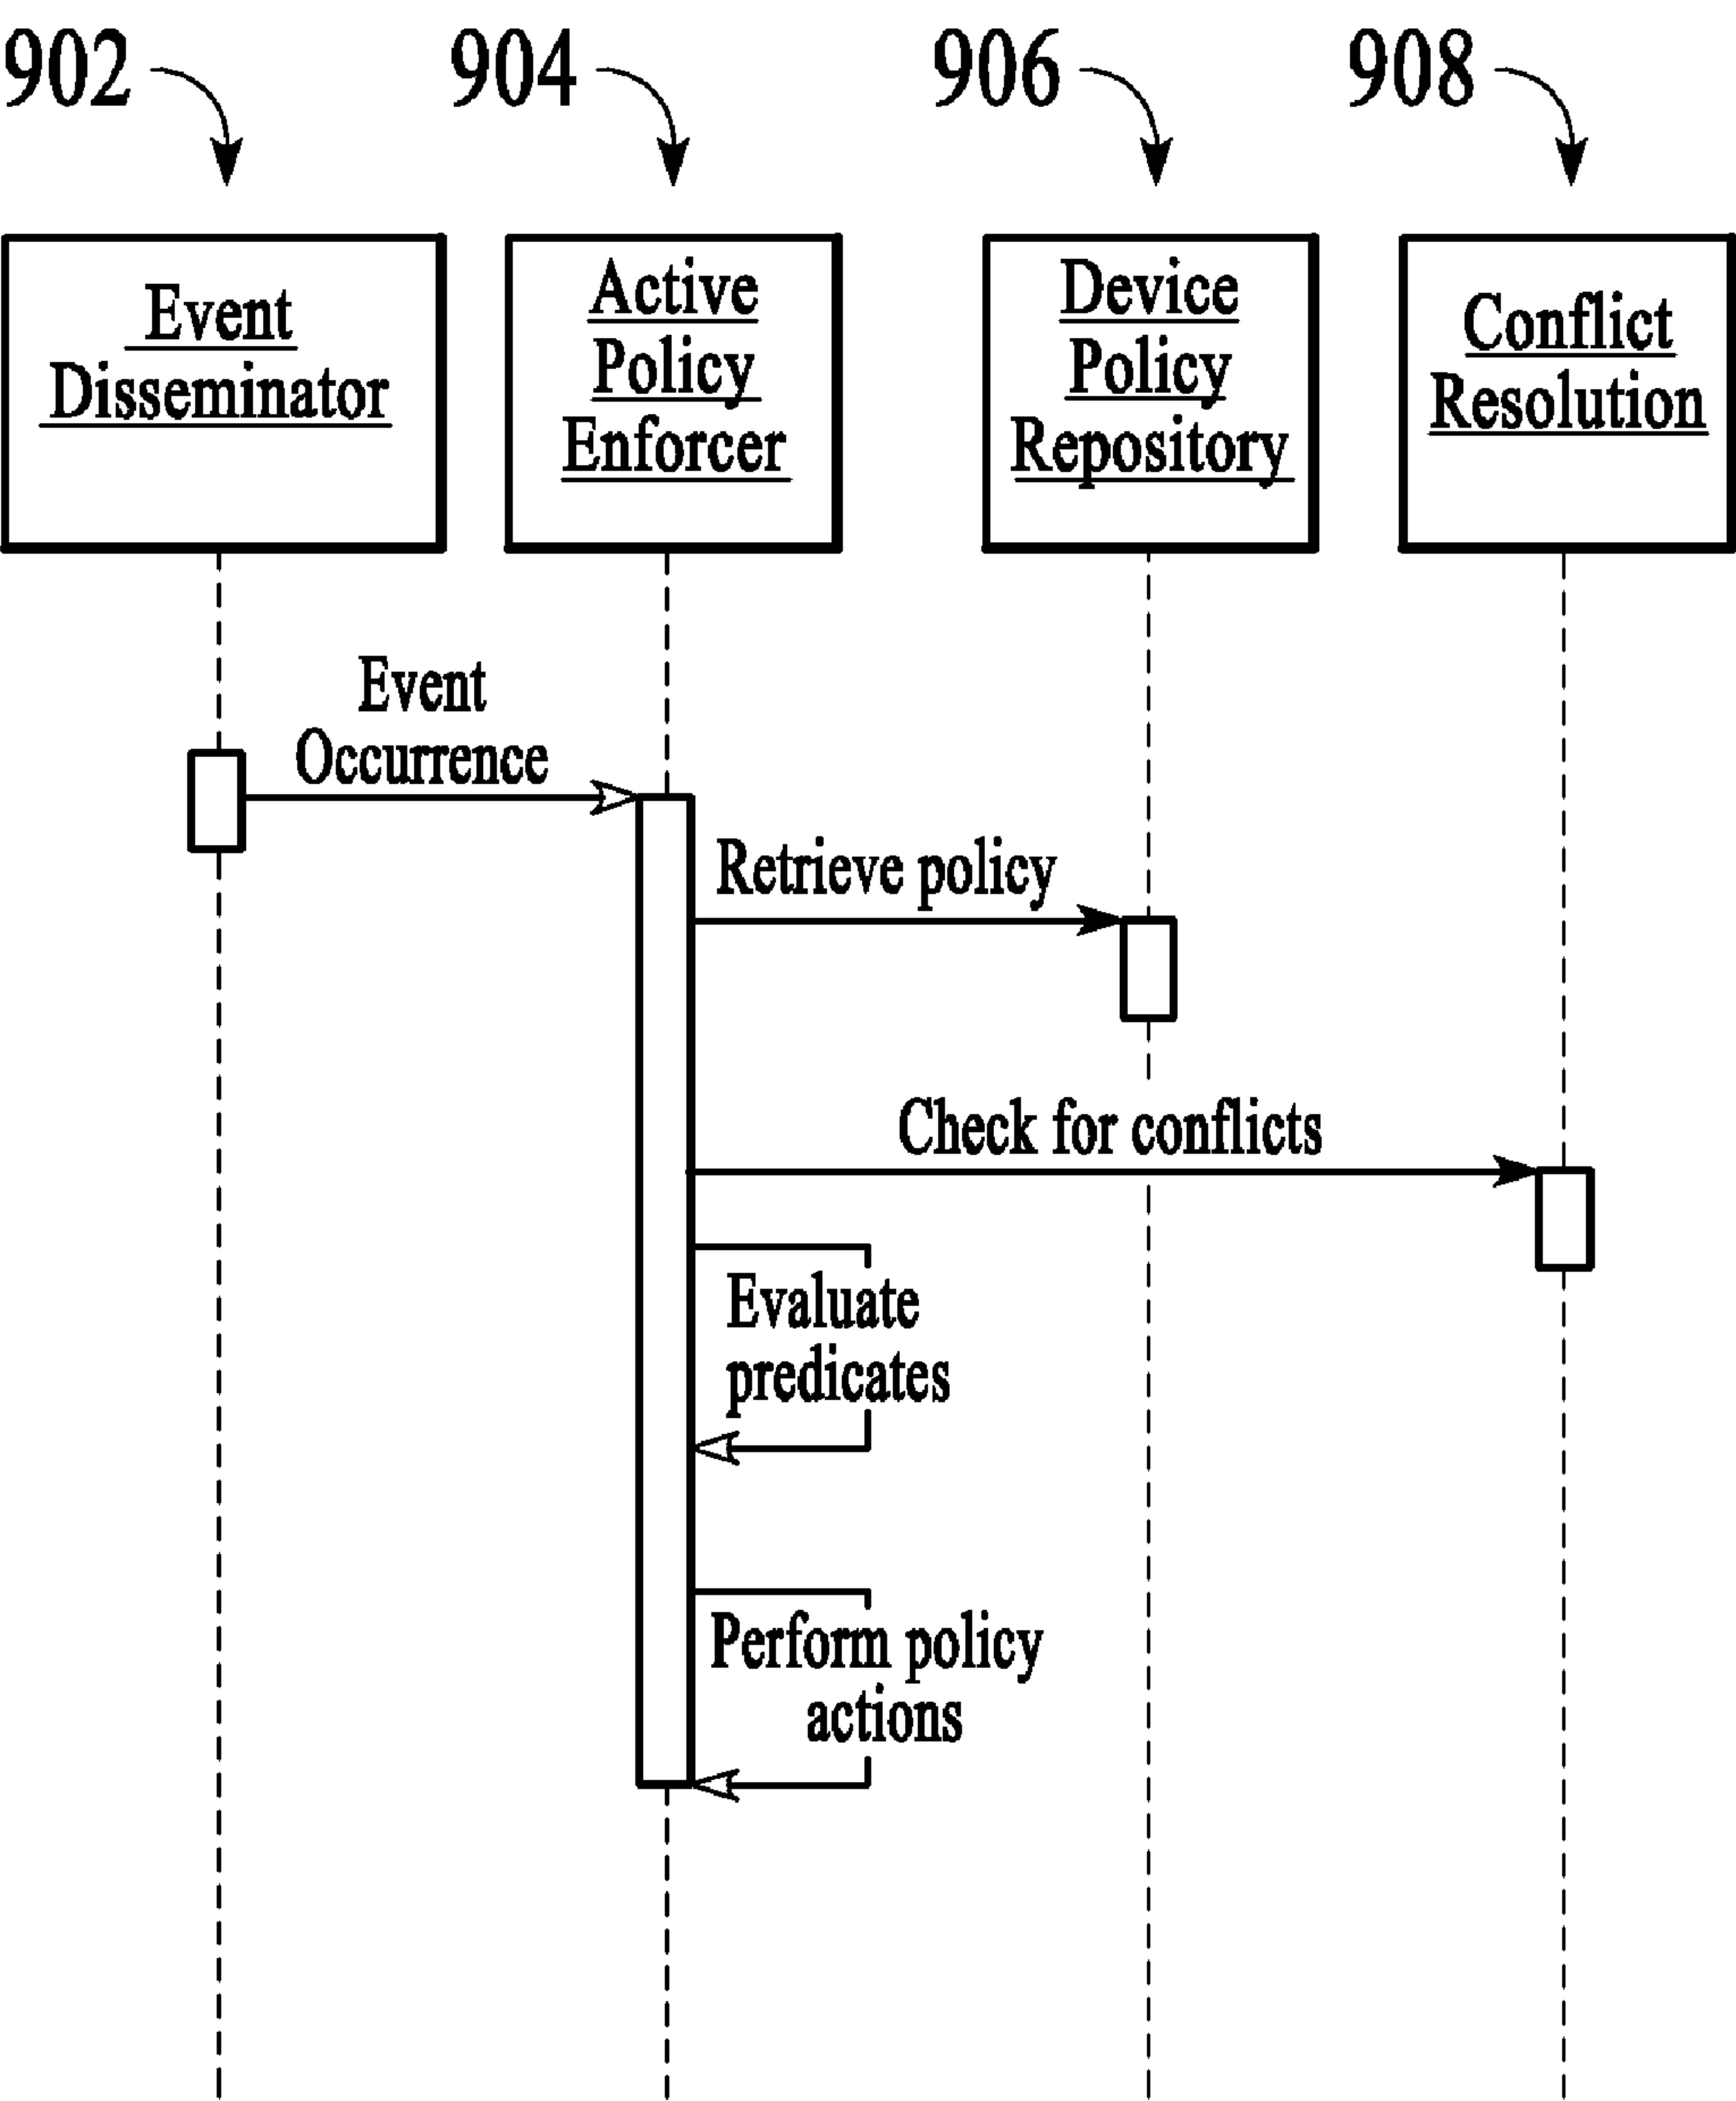 902
904
906
908
Event
Disseminator
Active
Policy
Enforcer
Device
Policy
Repository
Conflict
Resolution
Event
Occurrence
Retrieve policy
Check for conflicts
Evaluate
predicates
Perform policy
actions